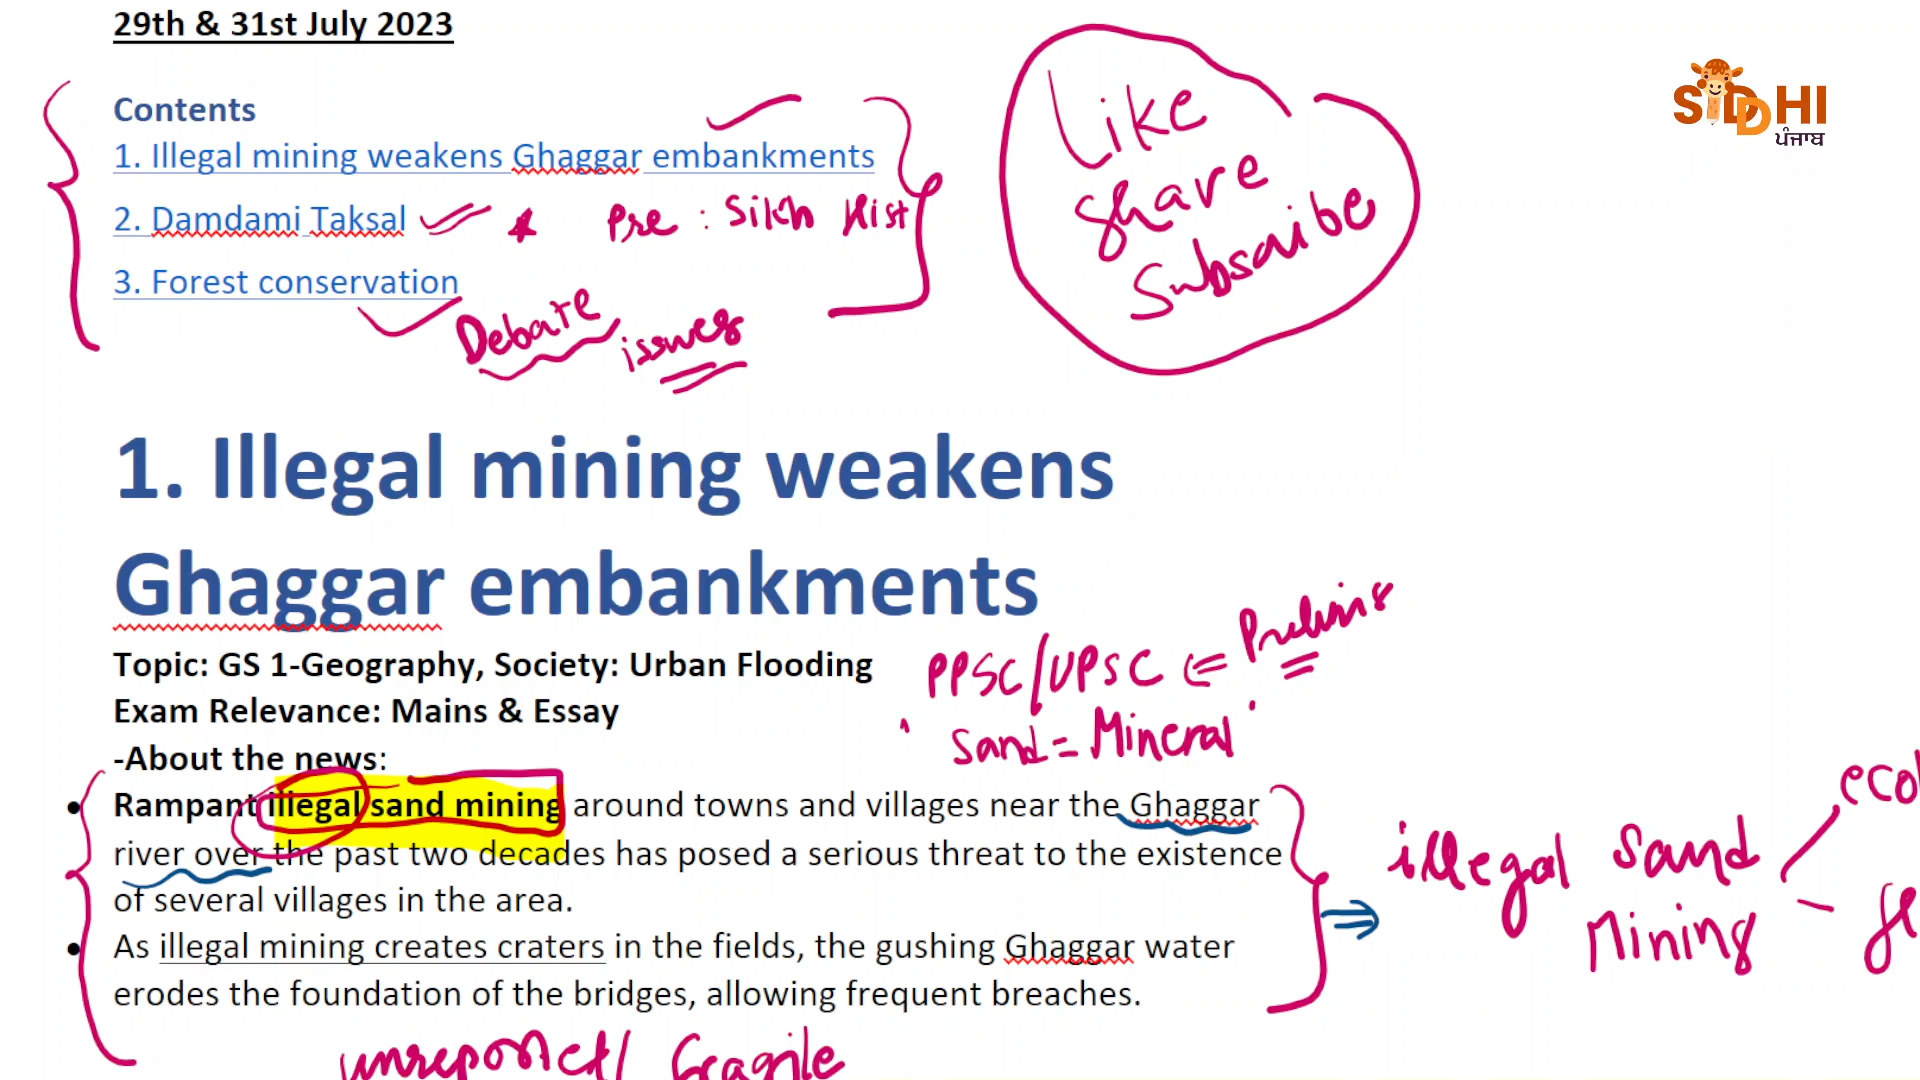 29th & 31st July 2023
Contents
1. Illegal mining weakens Ghaggar embankments
2. Damdami Taksal
Pre : Sikh Hist
3. Forest conservation
Debate issues
Like
Share
Subscribe
SIDDHI
ਪੰਜਾਬ
1. Illegal mining weakens
Ghaggar embankments
Topic: GS 1-Geography, Society: Urban Flooding
PPSC/UPSC ⇐ Prelims
Exam Relevance: Mains & Essay
'Sand = Mineral'
-About the news:
• Rampant illegal sand mining around towns and villages near the Ghaggar
river over the past two decades has posed a serious threat to the existence
of several villages in the area.
• As illegal mining creates craters in the fields, the gushing Ghaggar water
erodes the foundation of the bridges, allowing frequent breaches.
⇒ illegal Sand
Mining
fragile